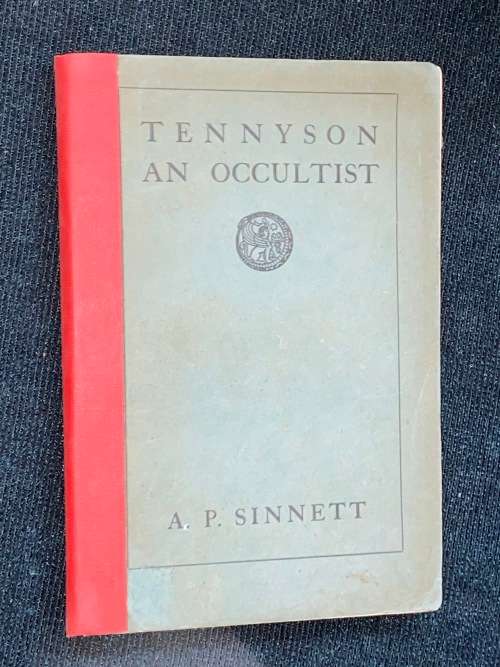 TENNYSON
AN OCCULTIST
A. P. SINNETT